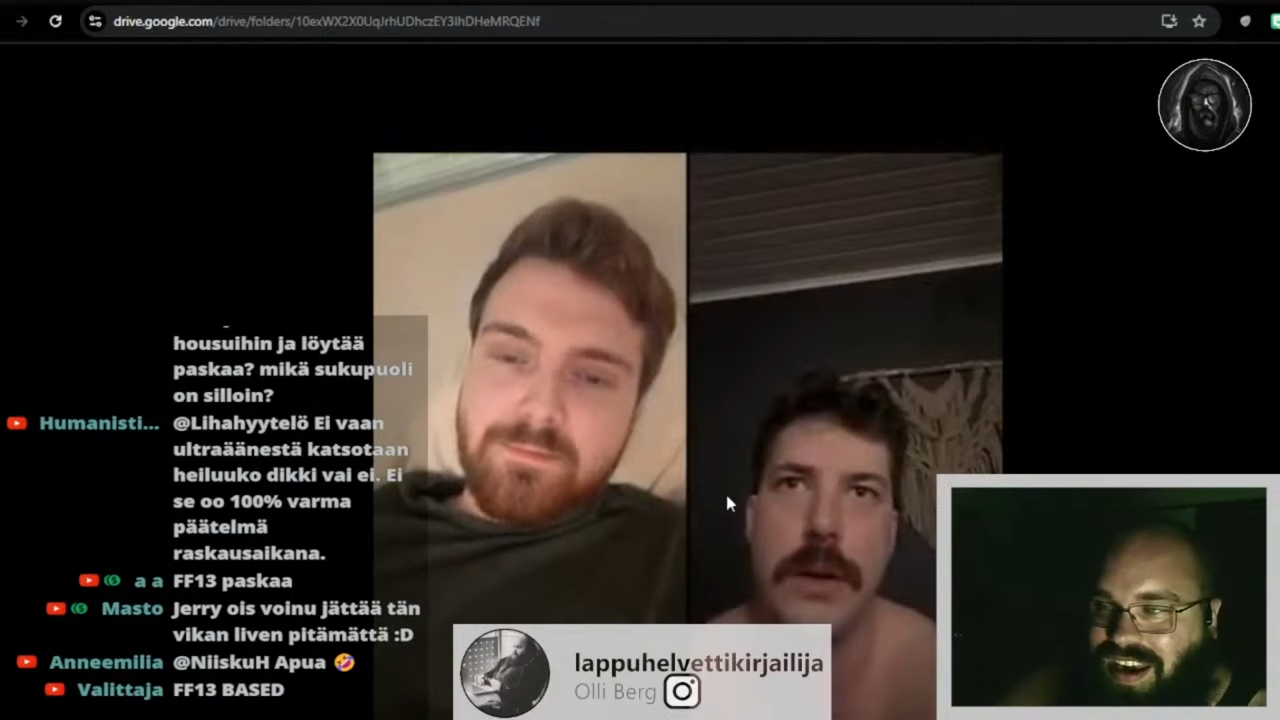 drive.google.com/drive/folders/10exWX2X0UqJrhUDhczEY3IhDHeMRQENf
housuihin ja löytää
paskaa? mikä sukupuoli
on silloin?
Humanisti... @Lihahyytelö Ei vaan
ultraäänestä katsotaan
heiluuko dikki vai ei. Ei
se oo 100% varma
päätelmä
raskausaikana.
a a FF13 paskaa
Masto Jerry ois voinu jättää tän
vikan liven pitämättä :D
Anneemilia @NiiskuH Apua 🤣
Valittaja FF13 BASED
lappuhelvettikirjailija
Olli Berg